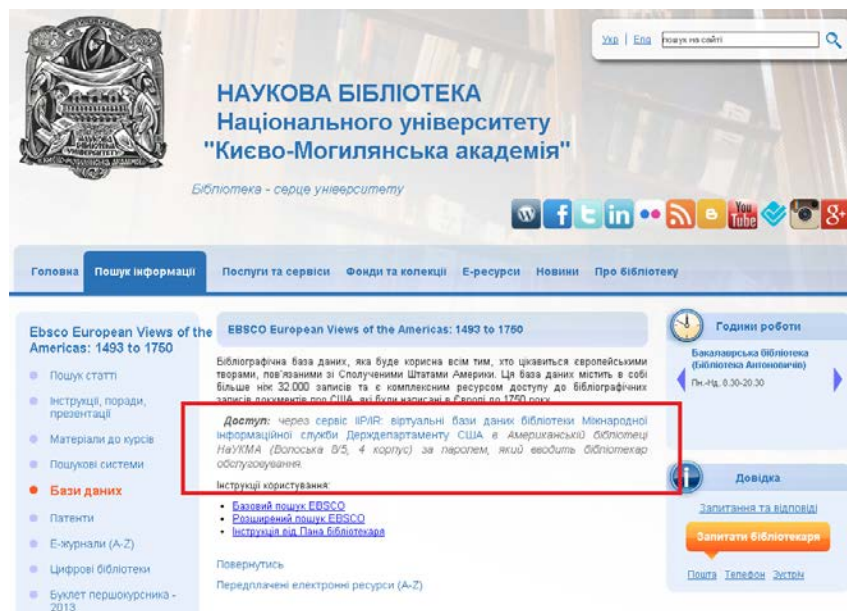 Укр | Eng пошук на сайті
НАУКОВА БІБЛІОТЕКА
Національного університету
"Києво-Могилянська академія"
Бібліотека - серце університету
You
Tube
Головна Пошук інформації Послуги та сервіси Фонди та колекції Е-ресурси Новини Про бібліотеку
Ebsco European Views of the
Americas: 1493 to 1750
Пошук статті
Інструкції, поради,
презентації
Матеріали до курсів
Пошукові системи
Бази даних
Патенти
Е-журнали (A-Z)
Цифрові бібліотеки
Буклет першокурсника -
2013
EBSCO European Views of the Americas: 1493 to 1750
Бібліографічна база даних, яка буде корисна всім тим, хто цікавиться європейськими
творами, пов'язаними зі Сполученими Штатами Америки. Ця база даних містить в собі
більше ніж 32.000 записів та є комплексним ресурсом доступу до бібліографічних
записів документів про США, які були написані в Європі до 1750 року.
Доступ: через сервіс IIP/IR: віртуальні бази даних бібліотеки Міжнародної
інформаційної служби Держдепартаменту США в Американській бібліотеці
НаУКМА (Волоська 8/5, 4 корпус) за паролем, який вводить бібліотекар
обслуговування.
Інструкції користування:
Базовий пошук EBSCO
Розширений пошук EBSCO
Інструкція від Пана бібліотекаря
Повернутись
Передплачені електронні ресурси (A-Z)
Години роботи
Бакалаврська бібліотека
(бібліотека Антоновичів)
Пн.-Нд. 8.30-20.30
Довідка
Запитання та відповіді
Запитати бібліотекаря
Пошта Телефон Зустріч